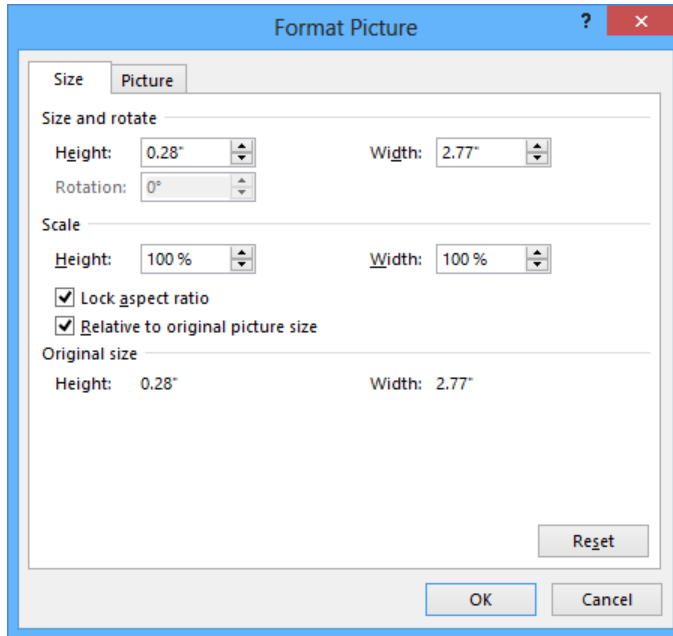 Format Picture ? ×
Size Picture
Size and rotate
Height: 0.28" Width: 2.77"
Rotation: 0°
Scale
Height: 100 % Width: 100 %
Lock aspect ratio
Relative to original picture size
Original size
Height: 0.28" Width: 2.77"
Reset
OK Cancel